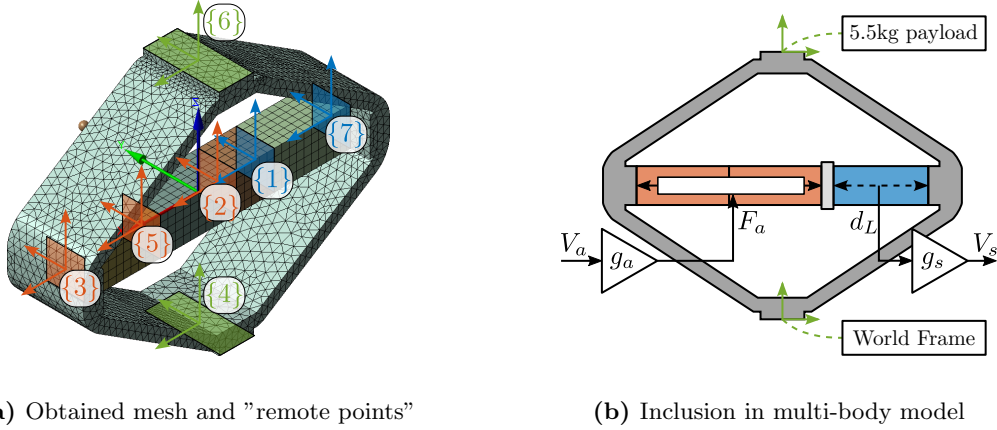 {6}
{7}
{1}
{2}
{5}
{3}
{4}
5.5kg payload
F_a
d_L
V_a
g_a
g_s
V_s
World Frame
) Obtained mesh and ”remote points”
(b) Inclusion in multi-body model